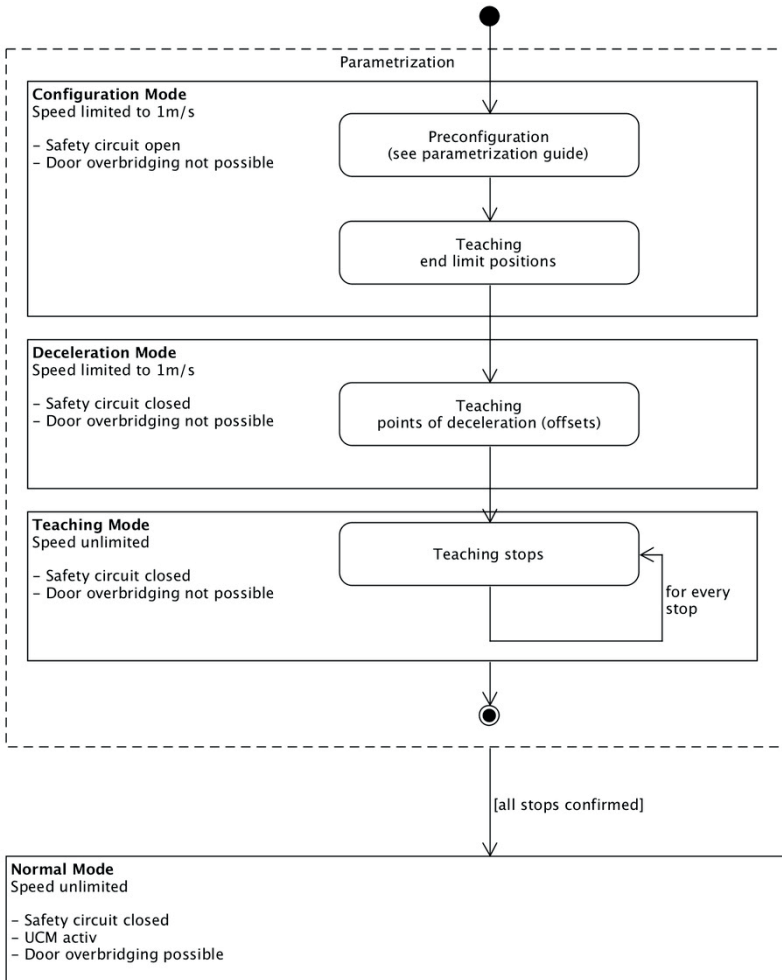 Parametrization
Configuration Mode
Speed limited to 1m/s
- Safety circuit open
- Door overbridging not possible
Preconfiguration
(see parametrization guide)
Teaching
end limit positions
Deceleration Mode
Speed limited to 1m/s
- Safety circuit closed
- Door overbridging not possible
Teaching
points of deceleration (offsets)
Teaching Mode
Speed unlimited
- Safety circuit closed
- Door overbridging not possible
Teaching stops
for every
stop
[all stops confirmed]
Normal Mode
Speed unlimited
- Safety circuit closed
- UCM activ
- Door overbridging possible